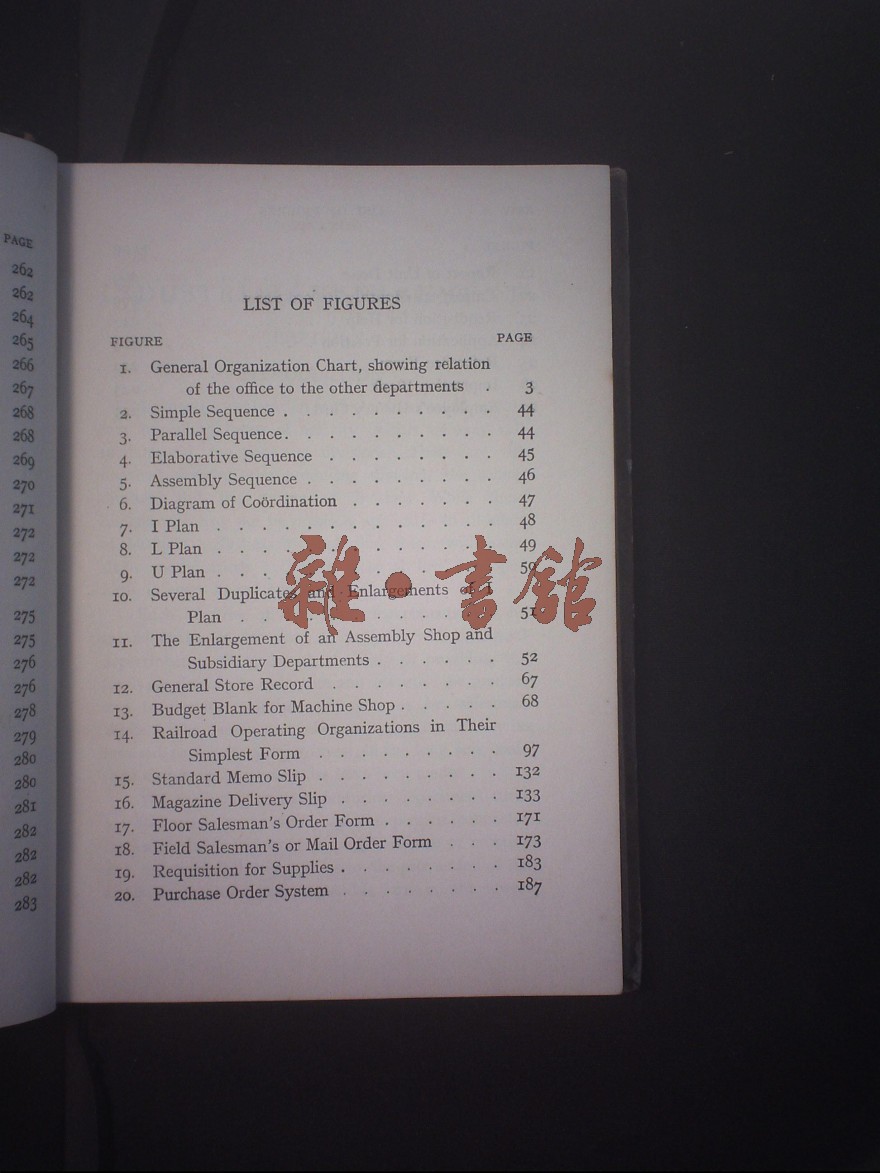 PAGE
262
262
264
265
266
267
268
268
269
270
271
272
272
272
275
275
276
276
278
279
280
280
281
282
282
282
283
LIST OF FIGURES
FIGURE PAGE
1. General Organization Chart, showing relation
of the office to the other departments . 3
2. Simple Sequence . . . . . . . . . . 44
3. Parallel Sequence. . . . . . . . . . 44
4. Elaborative Sequence . . . . . . . . 45
5. Assembly Sequence . . . . . . . . . 46
6. Diagram of Coördination . . . . . . . 47
7. I Plan . . . . . . . . . . . . . 48
8. L Plan . . . . . . . . . . . . . 49
9. U Plan . . . . . . . . . . . . . 50
10. Several Duplicates and Enlargements of I
Plan . . . . . . . . . . . . 51
11. The Enlargement of an Assembly Shop and
Subsidiary Departments . . . . . . 52
12. General Store Record . . . . . . . . 67
13. Budget Blank for Machine Shop . . . . . 68
14. Railroad Operating Organizations in Their
Simplest Form . . . . . . . . . 97
15. Standard Memo Slip . . . . . . . . . 132
16. Magazine Delivery Slip . . . . . . . . 133
17. Floor Salesman's Order Form . . . . . . 171
18. Field Salesman's or Mail Order Form . . . 173
19. Requisition for Supplies . . . . . . . . 183
20. Purchase Order System . . . . . . . . 187
雜·書館